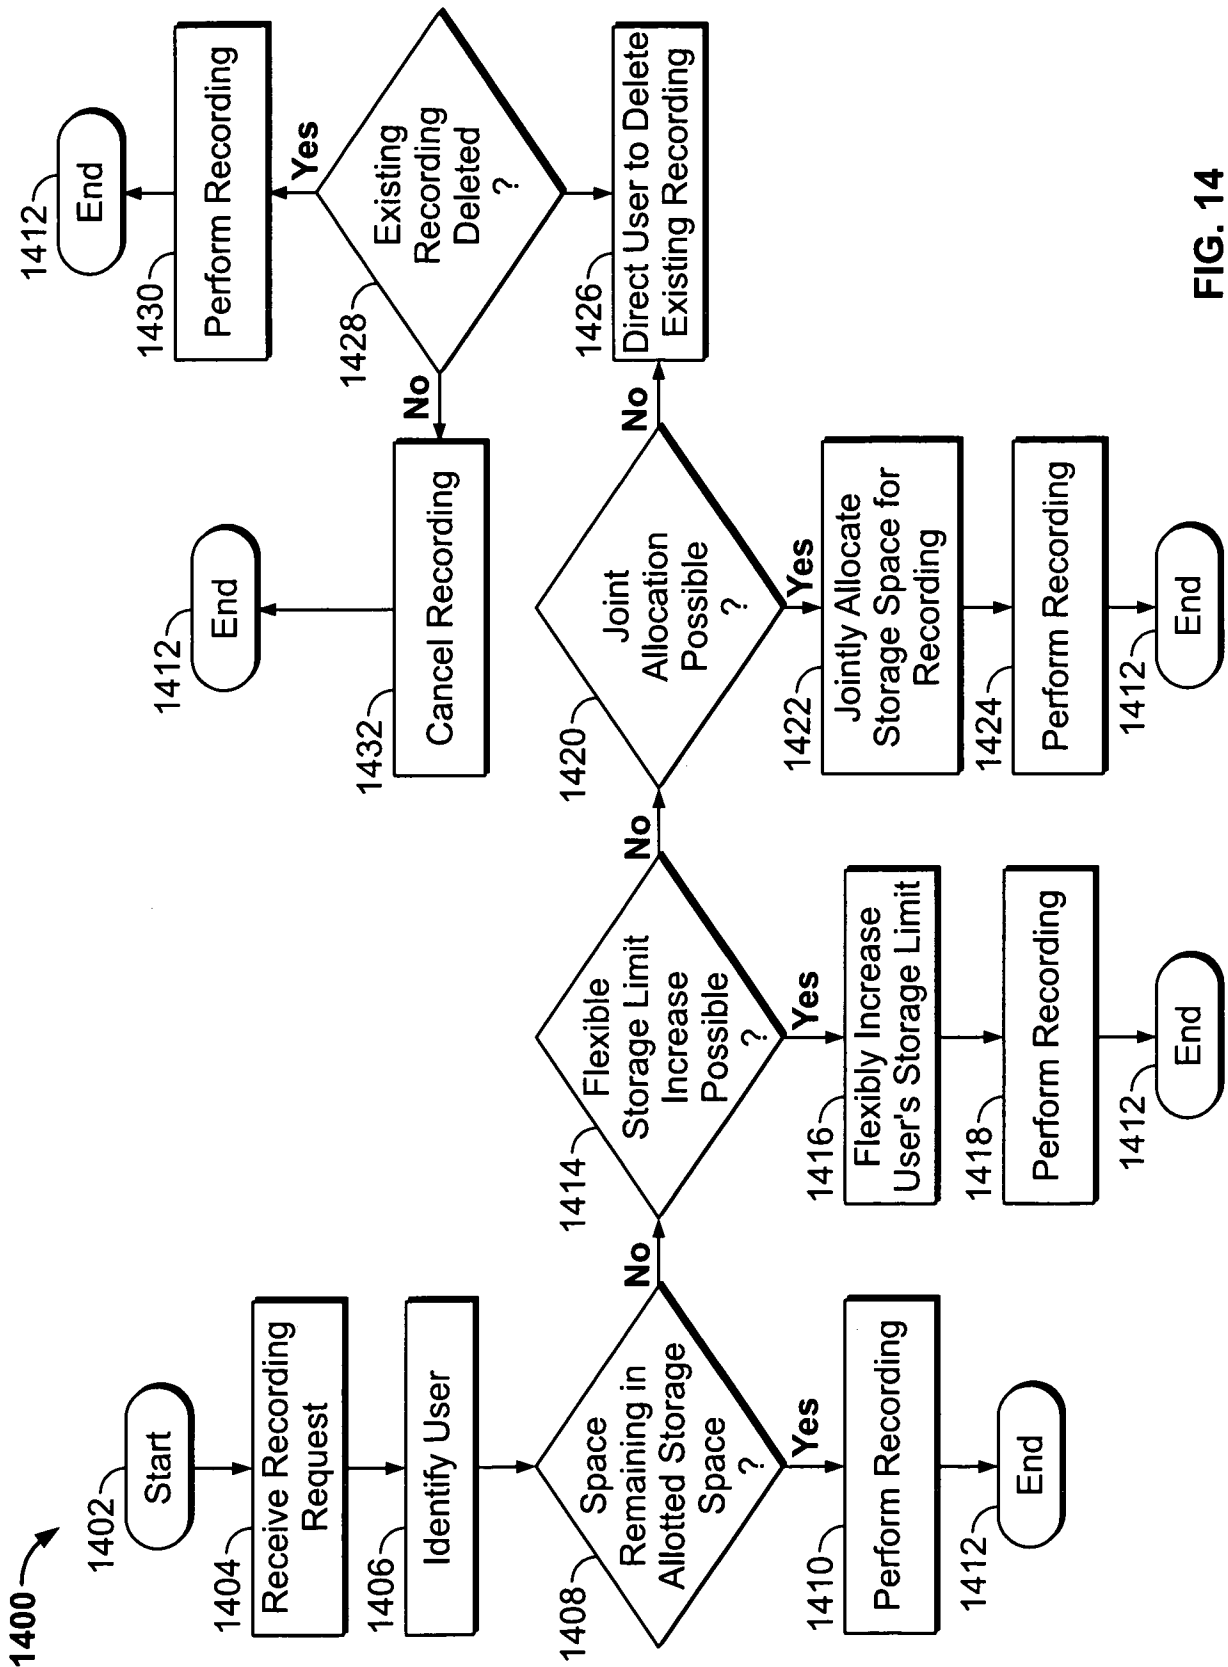 1400
1402
Start
1404
Receive Recording
Request
1406
Identify User
1408
Space
Remaining in
Allotted Storage
Space
?
No
Yes
1410
Perform Recording
1412
End
1414
Flexible
Storage Limit
Increase
Possible
?
No
Yes
1416
Flexibly Increase
User's Storage Limit
1418
Perform Recording
1412
End
1420
Joint
Allocation
Possible
?
No
Yes
1422
Jointly Allocate
Storage Space for
Recording
1424
Perform Recording
1412
End
1426
Direct User to Delete
Existing Recording
1428
Existing
Recording
Deleted
?
Yes
No
1430
Perform Recording
1412
End
1432
Cancel Recording
1412
End
FIG. 14